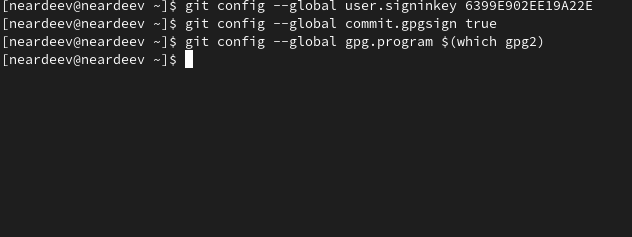 [neardeev@neardeev ~]$ git config --global user.signinkey 6399E902EE19A22E
[neardeev@neardeev ~]$ git config --global commit.gpgsign true
[neardeev@neardeev ~]$ git config --global gpg.program $(which gpg2)
[neardeev@neardeev ~]$